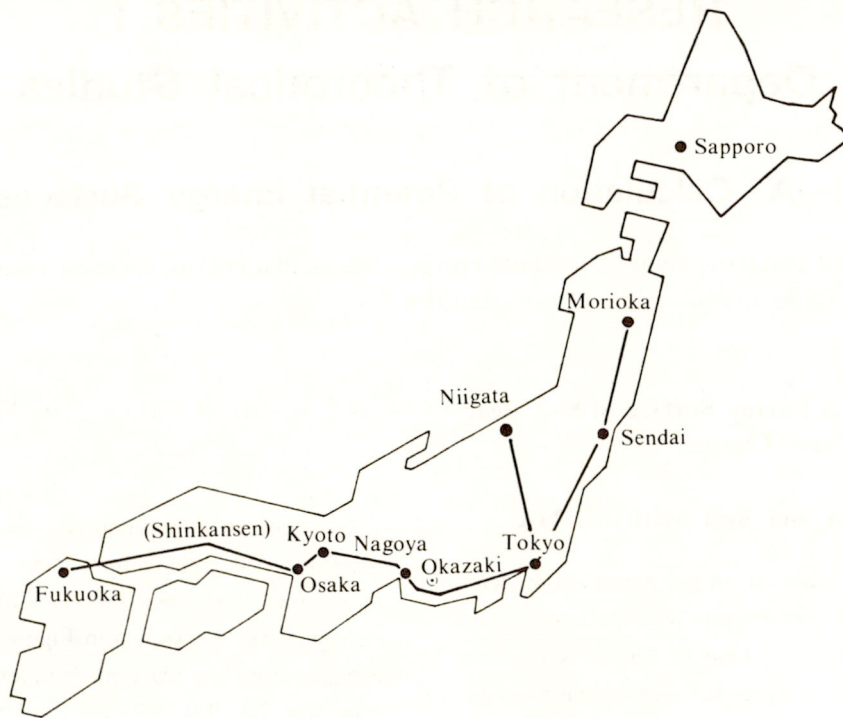 Sapporo
Morioka
Niigata
Sendai
(Shinkansen)
Kyoto
Nagoya
Tokyo
Okazaki
Osaka
Fukuoka